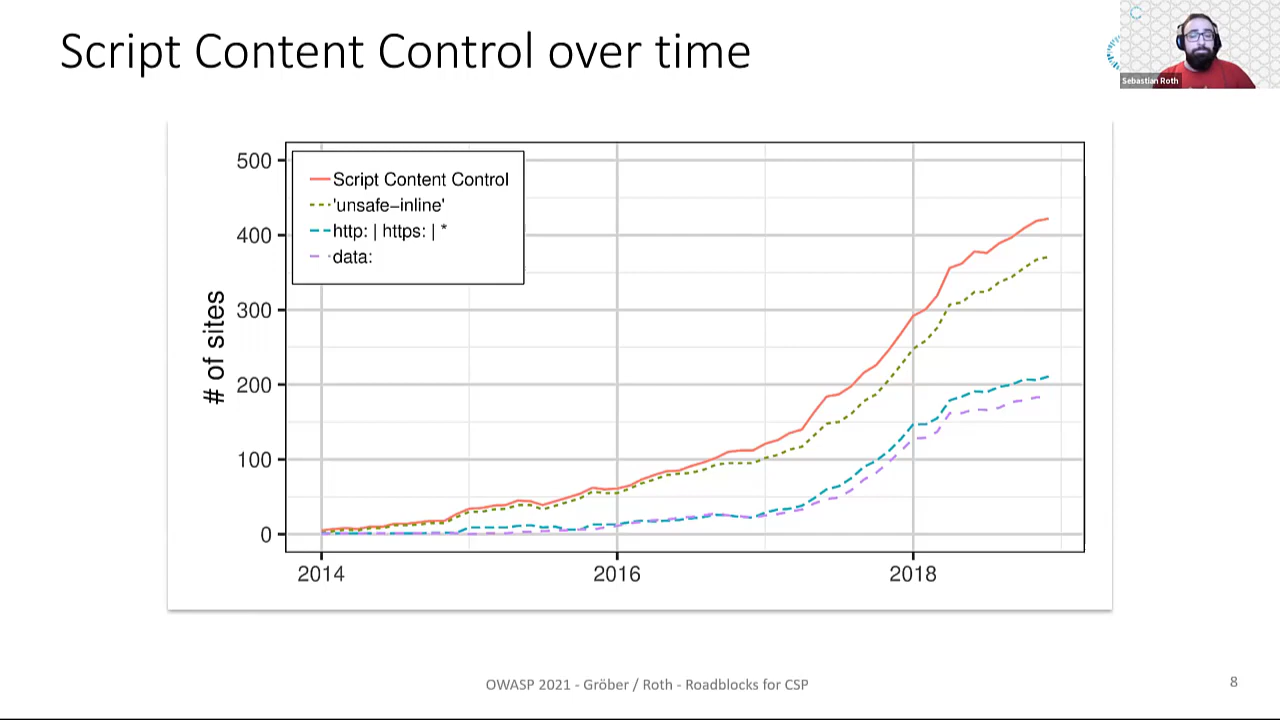 Script Content Control over time
Sebastian Roth
500
400
300
200
100
0
# of sites
Script Content Control
'unsafe−inline'
http: | https: | *
data:
2014 2016 2018
OWASP 2021 - Gröber / Roth - Roadblocks for CSP
8